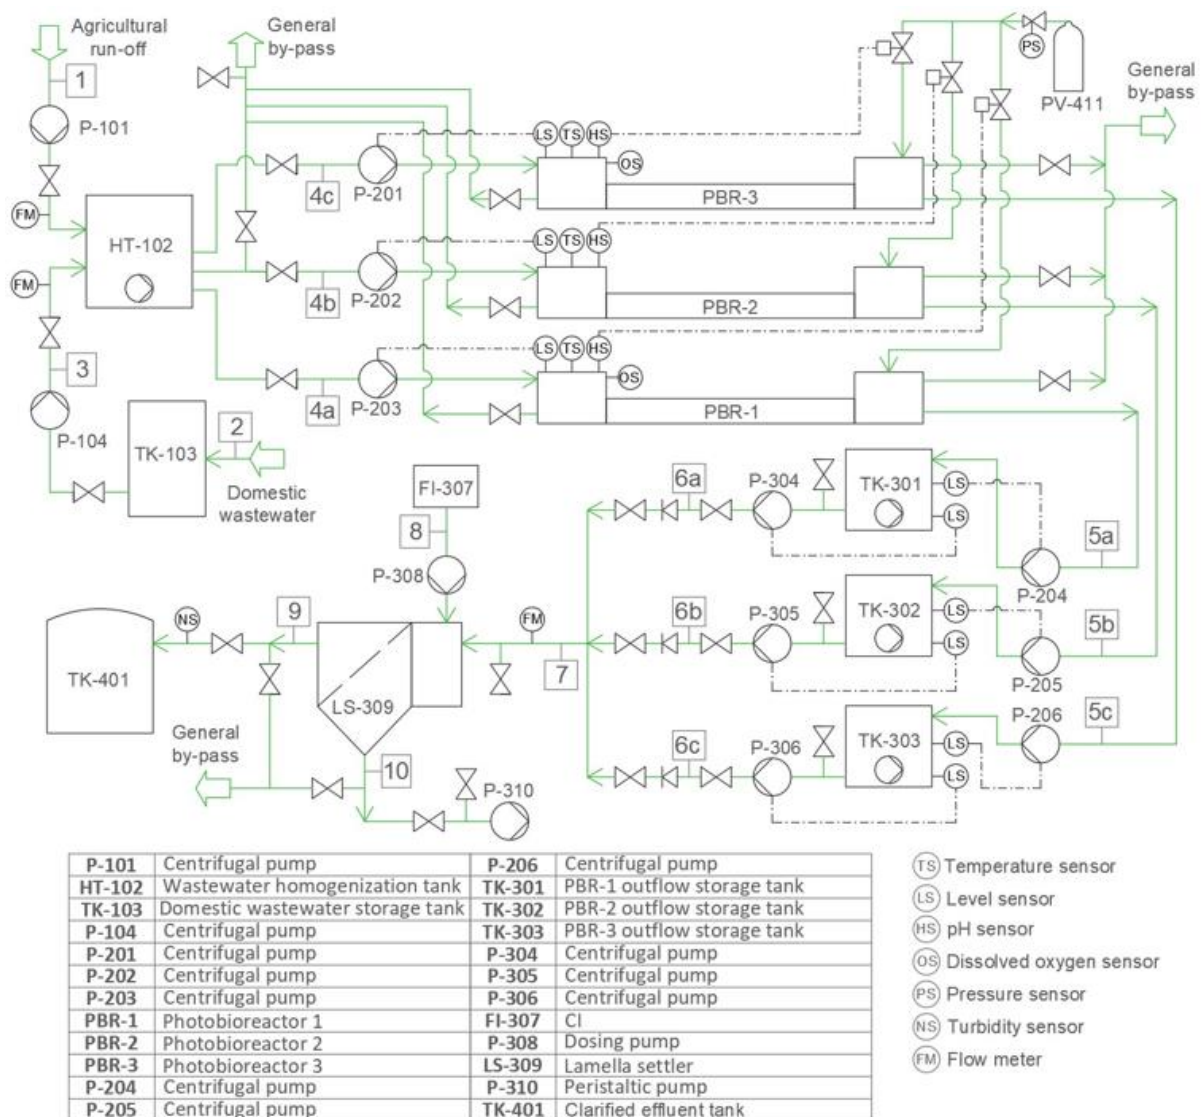 Agricultural
run-off
General
by-pass
General
by-pass
PS
PV-411
1
P-101
FM
HT-102
FM
3
P-104
TK-103
2
Domestic
wastewater
4c
P-201
LS TS HS
OS
PBR-3
4b
P-202
LS TS HS
PBR-2
4a
P-203
LS TS HS
OS
PBR-1
FI-307
8
P-308
6a
P-304
TK-301
LS
LS
P-204
5a
6b
P-305
TK-302
LS
LS
P-205
5b
6c
P-306
TK-303
LS
LS
P-206
5c
FM
7
9
NS
TK-401
LS-309
General
by-pass
10
P-310
P-101 Centrifugal pump P-206 Centrifugal pump
HT-102 Wastewater homogenization tank TK-301 PBR-1 outflow storage tank
TK-103 Domestic wastewater storage tank TK-302 PBR-2 outflow storage tank
P-104 Centrifugal pump TK-303 PBR-3 outflow storage tank
P-201 Centrifugal pump P-304 Centrifugal pump
P-202 Centrifugal pump P-305 Centrifugal pump
P-203 Centrifugal pump P-306 Centrifugal pump
PBR-1 Photobioreactor 1 FI-307 CI
PBR-2 Photobioreactor 2 P-308 Dosing pump
PBR-3 Photobioreactor 3 LS-309 Lamella settler
P-204 Centrifugal pump P-310 Peristaltic pump
P-205 Centrifugal pump TK-401 Clarified effluent tank
TS Temperature sensor
LS Level sensor
HS pH sensor
OS Dissolved oxygen sensor
PS Pressure sensor
NS Turbidity sensor
FM Flow meter